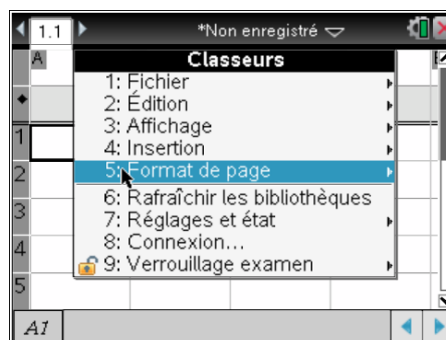 1.1 *Non enregistré
A Classeurs
1: Fichier
2: Édition
1 3: Affichage
4: Insertion
2 5: Format de page
6: Rafraîchir les bibliothèques
3 7: Réglages et état
4 8: Connexion...
9: Verrouillage examen
5
A1